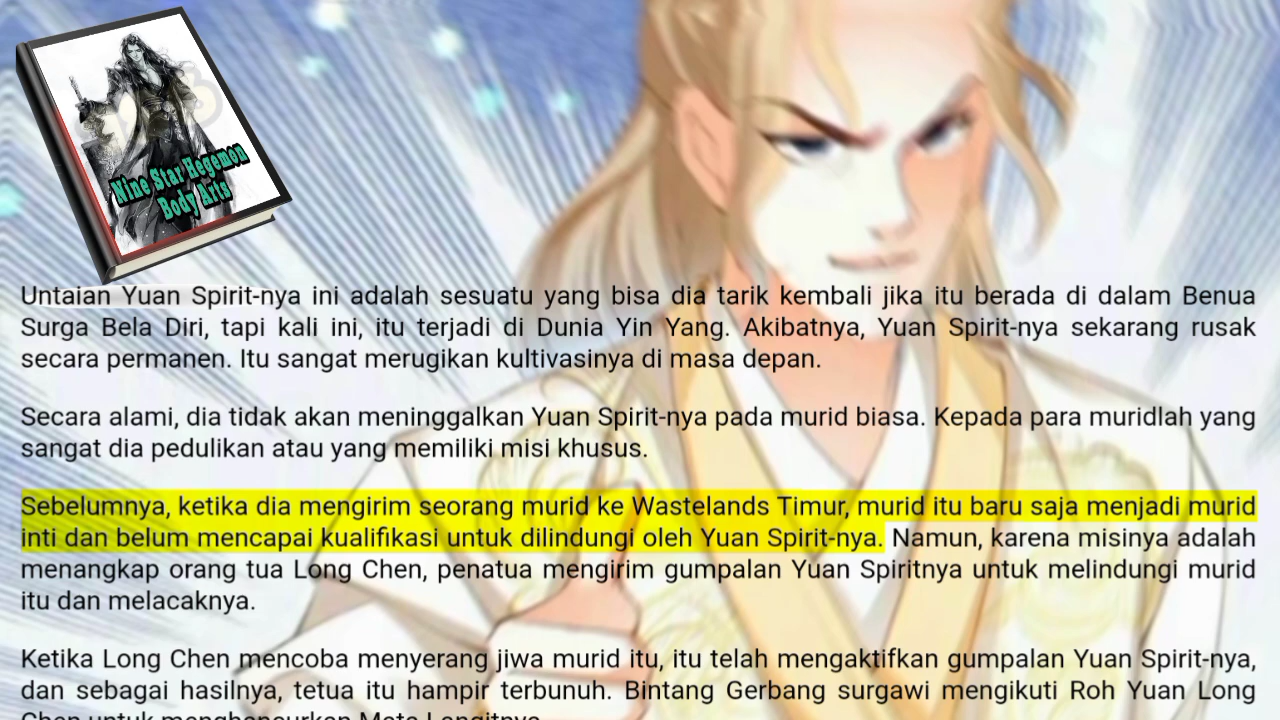 Nine Star Hegemon
Body Arts
Untaian Yuan Spirit-nya ini adalah sesuatu yang bisa dia tarik kembali jika itu berada di dalam Benua
Surga Bela Diri, tapi kali ini, itu terjadi di Dunia Yin Yang. Akibatnya, Yuan Spirit-nya sekarang rusak
secara permanen. Itu sangat merugikan kultivasinya di masa depan.
Secara alami, dia tidak akan meninggalkan Yuan Spirit-nya pada murid biasa. Kepada para muridlah yang
sangat dia pedulikan atau yang memiliki misi khusus.
Sebelumnya, ketika dia mengirim seorang murid ke Wastelands Timur, murid itu baru saja menjadi murid
inti dan belum mencapai kualifikasi untuk dilindungi oleh Yuan Spirit-nya. Namun, karena misinya adalah
menangkap orang tua Long Chen, penatua mengirim gumpalan Yuan Spiritnya untuk melindungi murid
itu dan melacaknya.
Ketika Long Chen mencoba menyerang jiwa murid itu, itu telah mengaktifkan gumpalan Yuan Spirit-nya,
dan sebagai hasilnya, tetua itu hampir terbunuh. Bintang Gerbang surgawi mengikuti Roh Yuan Long
Chen untuk menghancurkan Mata Langitnya.